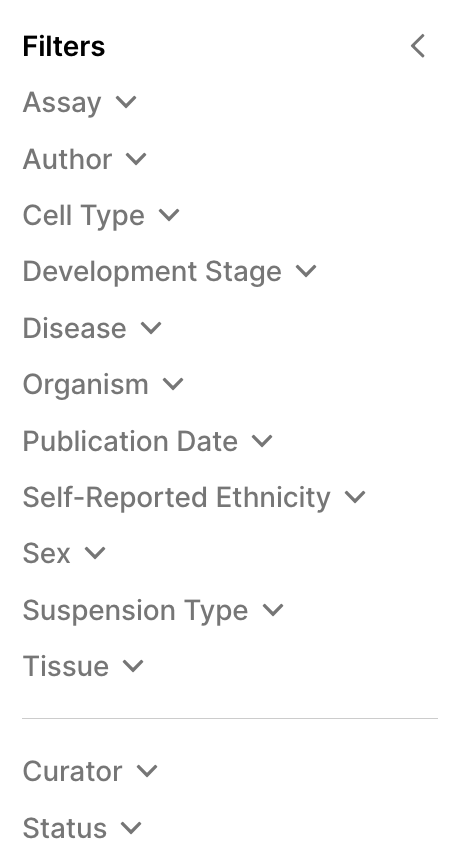 Filters
Assay
Author
Cell Type
Development Stage
Disease
Organism
Publication Date
Self-Reported Ethnicity
Sex
Suspension Type
Tissue
Curator
Status